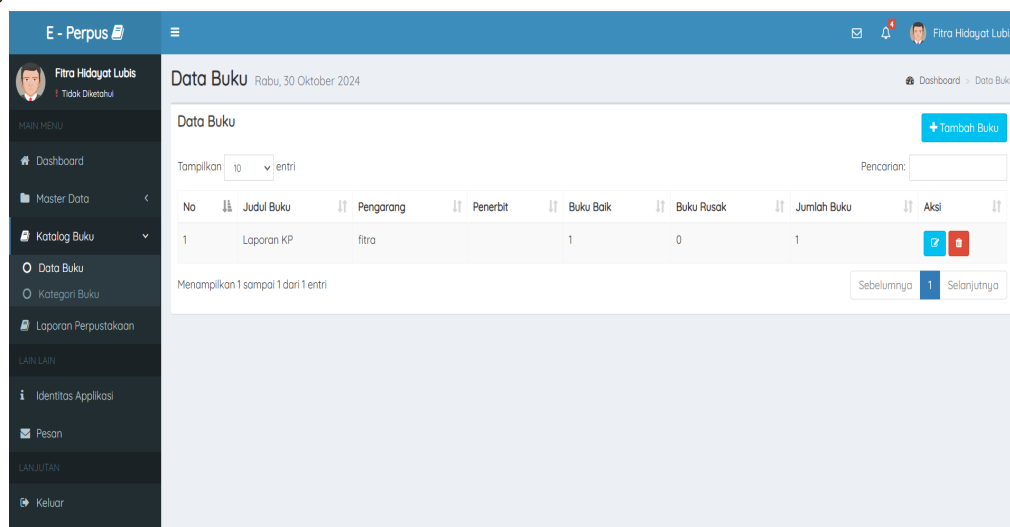 E - Perpus
4
Fitra Hidayat Lubi
Fitra Hidayat Lubis
! Tidak Diketahui
MAIN MENU
Dashboard
Master Data
Katalog Buku
Data Buku
Kategori Buku
Laporan Perpustakaan
LAIN LAIN
Identitas Applikasi
Pesan
LANJUTAN
Keluar
Data Buku Rabu, 30 Oktober 2024
Dashboard > Data Buk
Data Buku
+ Tambah Buku
Tampilkan 10 entri
Pencarian:
No Judul Buku Pengarang Penerbit Buku Baik Buku Rusak Jumlah Buku Aksi
1 Laporan KP fitra 1 0 1
Menampilkan 1 sampai 1 dari 1 entri
Sebelumnya 1 Selanjutnya